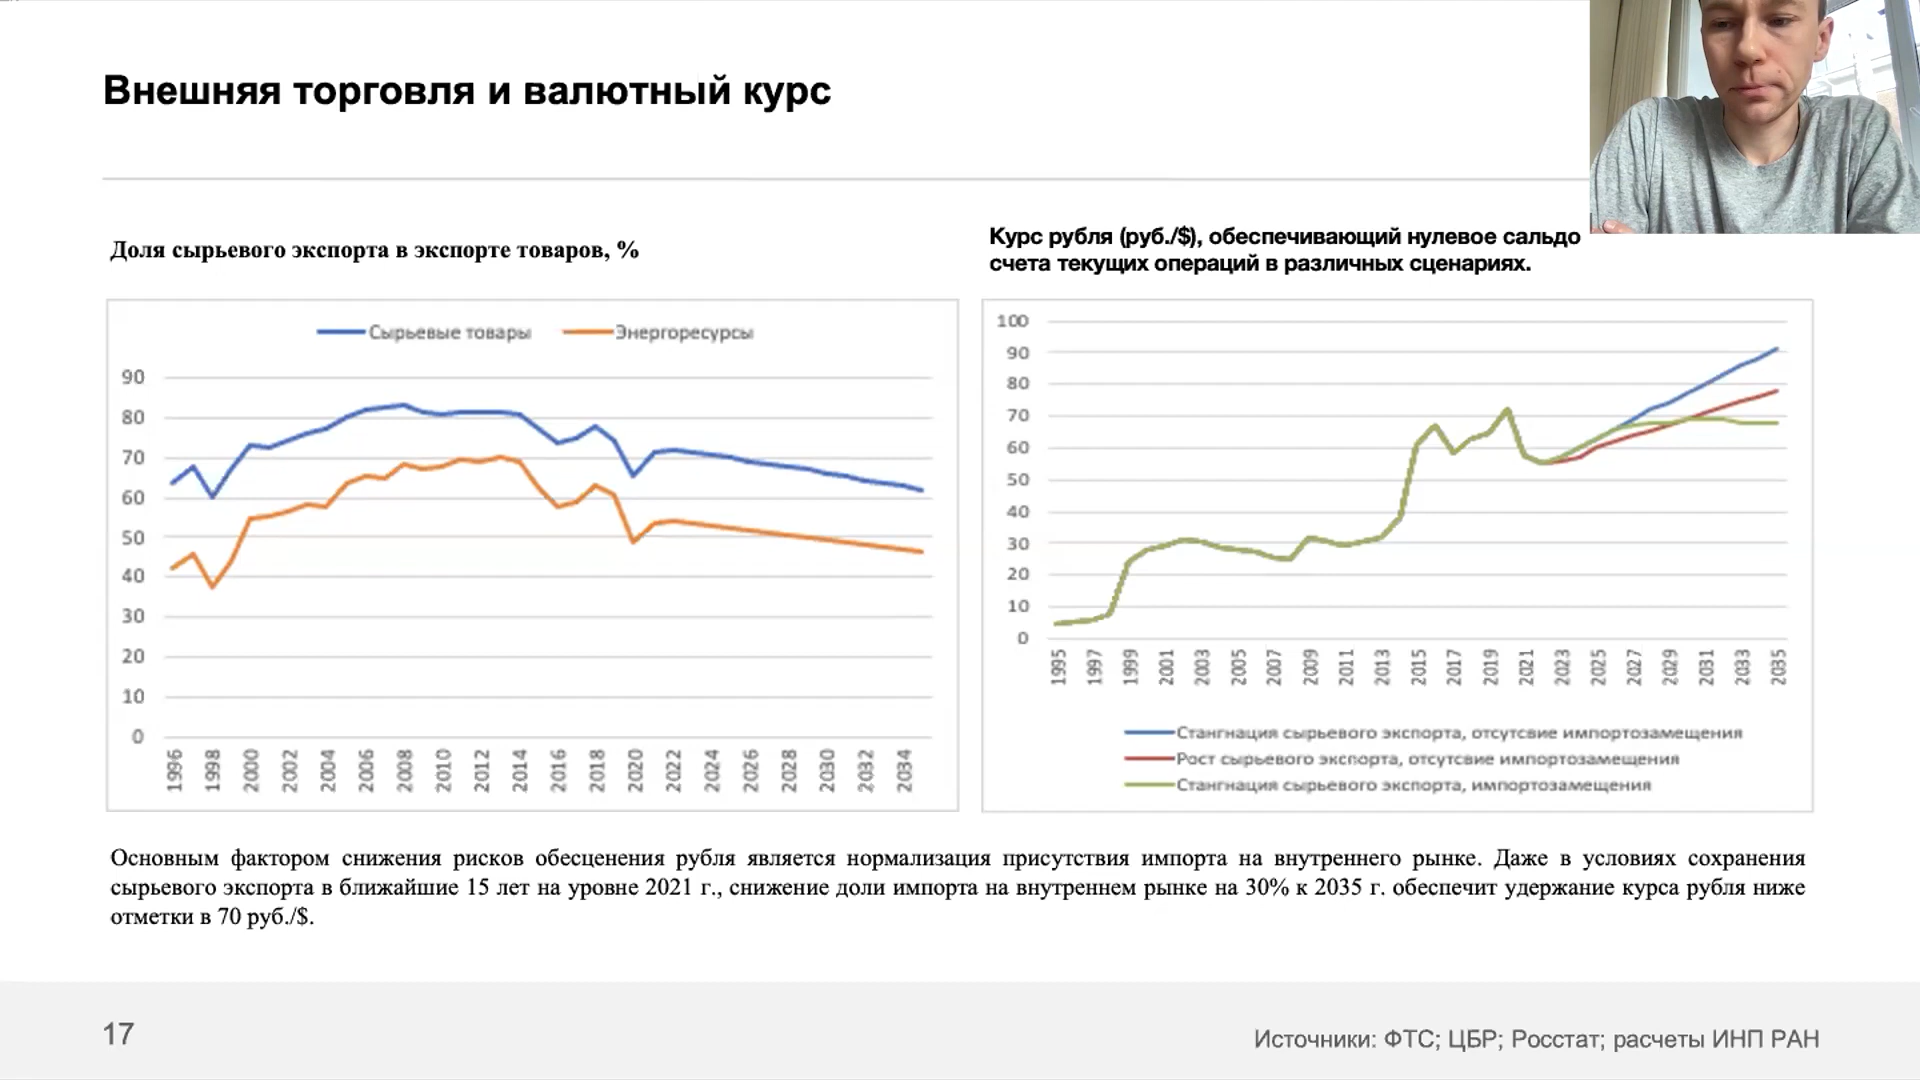 Внешняя торговля и валютный курс
Доля сырьевого экспорта в экспорте товаров, %
Сырьевые товары Энергоресурсы
90
80
70
60
50
40
30
20
10
0
1996 1998 2000 2002 2004 2006 2008 2010 2012 2014 2016 2018 2020 2022 2024 2026 2028 2030 2032 2034
Курс рубля (руб./$), обеспечивающий нулевое сальдо
счета текущих операций в различных сценариях.
100
90
80
70
60
50
40
30
20
10
0
1995 1997 1999 2001 2003 2005 2007 2009 2011 2013 2015 2017 2019 2021 2023 2025 2027 2029 2031 2033 2035
Стангнация сырьевого экспорта, отсутсвие импортозамещения
Рост сырьевого экспорта, отсутсвие импортозамещения
Стангнация сырьевого экспорта, импортозамещения
Основным фактором снижения рисков обесценения рубля является нормализация присутствия импорта на внутреннего рынке. Даже в условиях сохранения
сырьевого экспорта в ближайшие 15 лет на уровне 2021 г., снижение доли импорта на внутреннем рынке на 30% к 2035 г. обеспечит удержание курса рубля ниже
отметки в 70 руб./$.
17
Источники: ФТС; ЦБР; Росстат; расчеты ИНП РАН